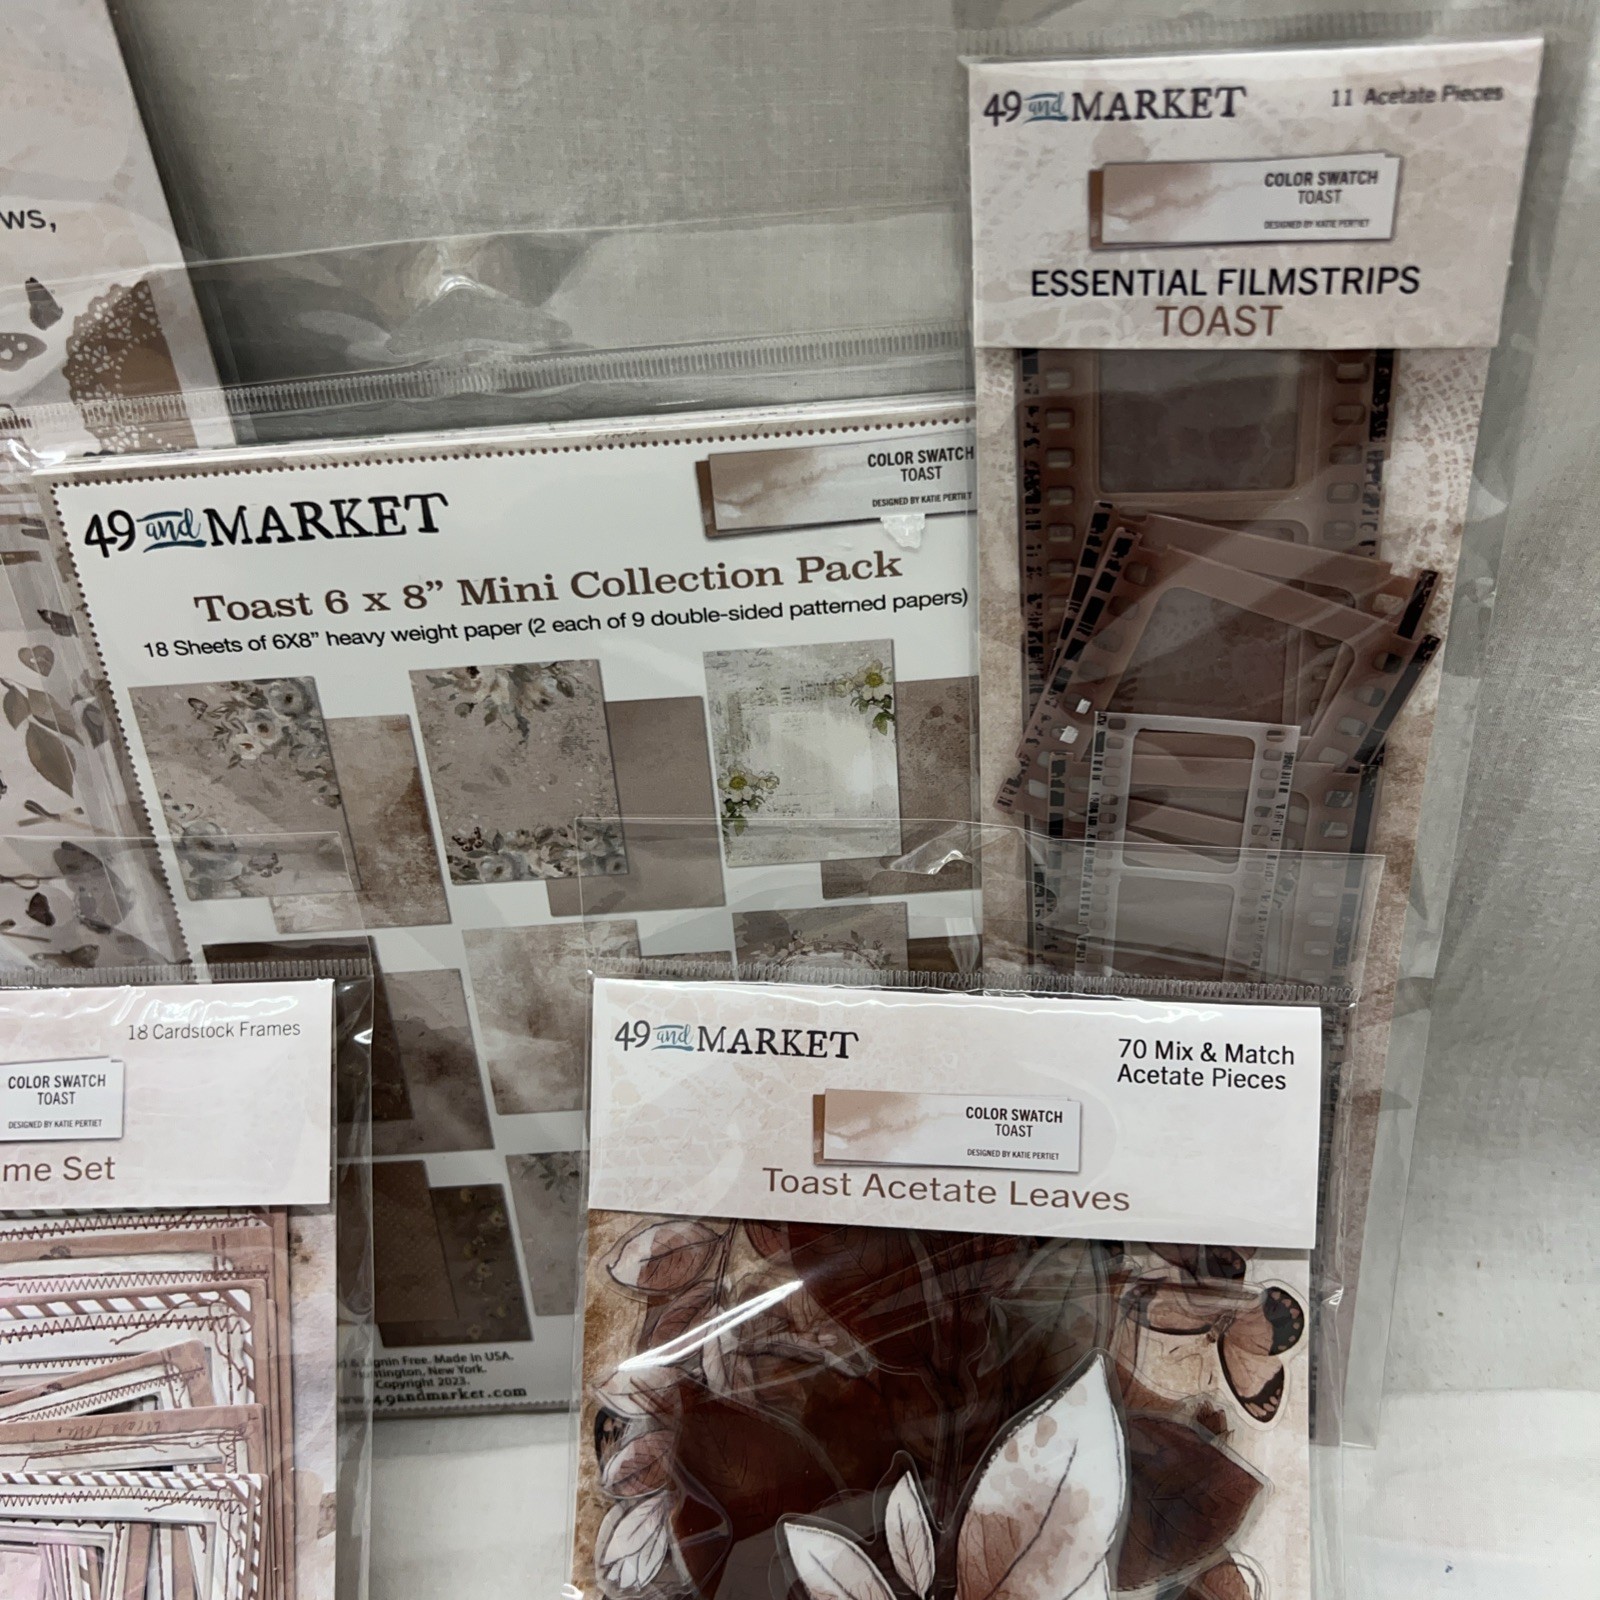 ws,
49 and MARKET
11 Acetate Pieces
COLOR SWATCH
TOAST
DESIGNED BY KATIE PERTIET
ESSENTIAL FILMSTRIPS
TOAST
49 and MARKET
COLOR SWATCH
TOAST
DESIGNED BY KATIE PERTIET
Toast 6 x 8” Mini Collection Pack
18 Sheets of 6X8” heavy weight paper (2 each of 9 double-sided patterned papers)
Lignin Free. Made In USA.
Huntington, New York.
Copyright 2023.
www.49andmarket.com
18 Cardstock Frames
COLOR SWATCH
TOAST
DESIGNED BY KATIE PERTIET
me Set
49 and MARKET
70 Mix & Match
Acetate Pieces
COLOR SWATCH
TOAST
DESIGNED BY KATIE PERTIET
Toast Acetate Leaves